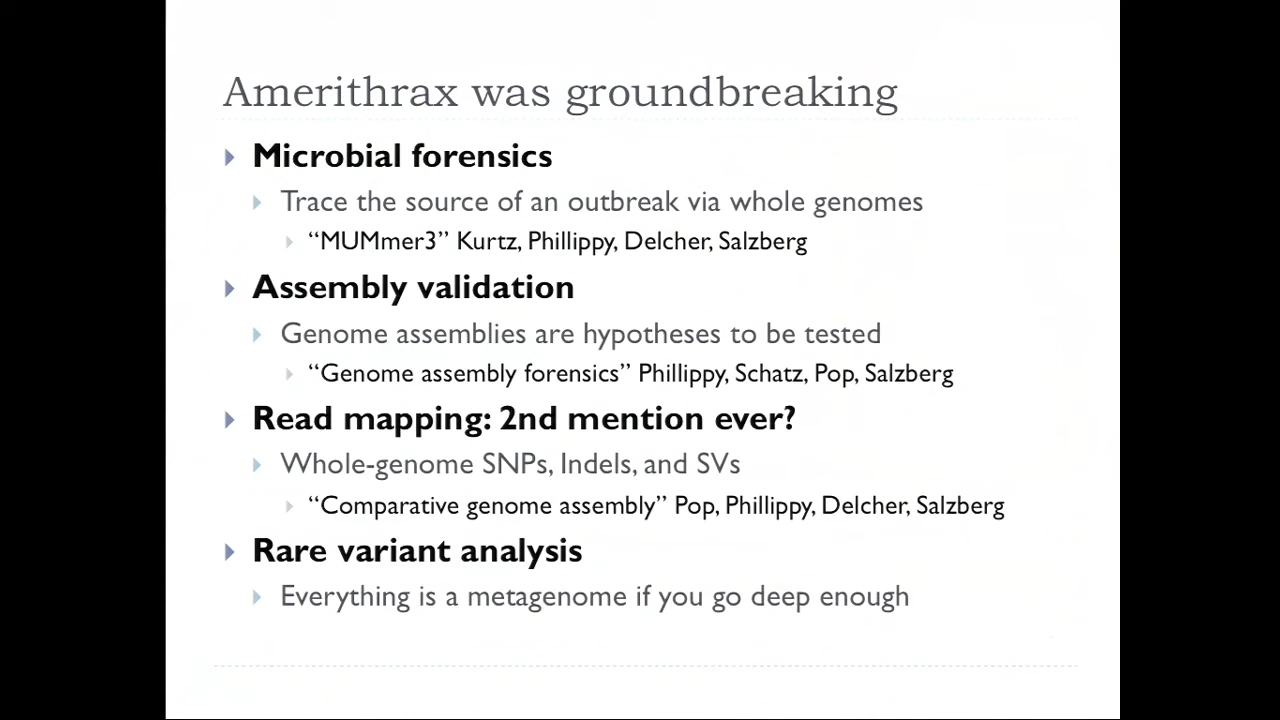 Amerithrax was groundbreaking
Microbial forensics
Trace the source of an outbreak via whole genomes
“MUMmer3” Kurtz, Phillippy, Delcher, Salzberg
Assembly validation
Genome assemblies are hypotheses to be tested
“Genome assembly forensics” Phillippy, Schatz, Pop, Salzberg
Read mapping: 2nd mention ever?
Whole-genome SNPs, Indels, and SVs
“Comparative genome assembly” Pop, Phillippy, Delcher, Salzberg
Rare variant analysis
Everything is a metagenome if you go deep enough